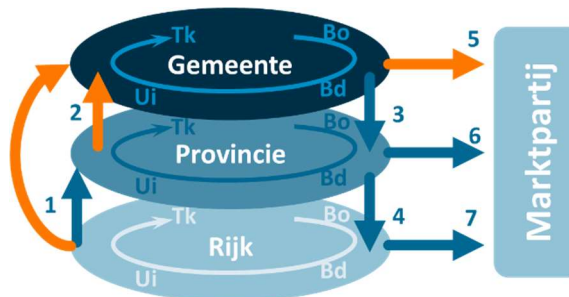 Tk
Bo
5
Gemeente
Ui
Bd
2
3
Tk
Bo
Provincie
6
Ui
Bd
1
4
7
Tk
Bo
Rijk
Ui
Bd
Marktpartij